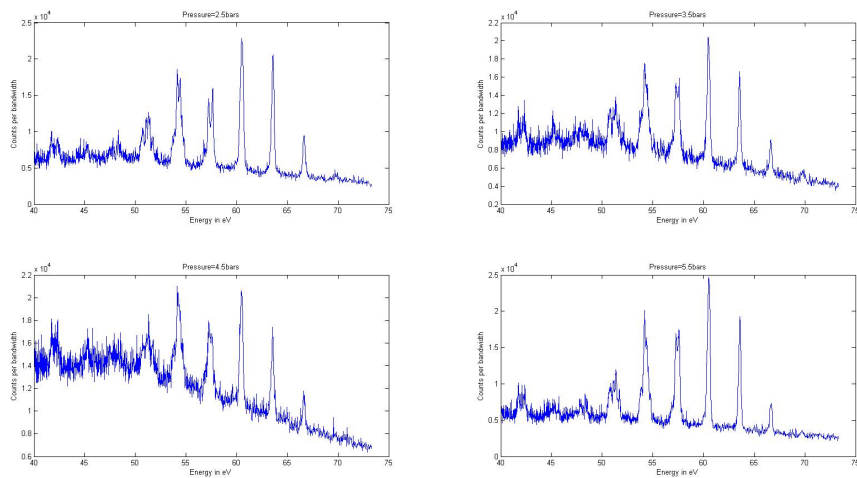 Pressure=2.5bars
x 10^4
2.5
2
1.5
1
0.5
0
Counts per bandwidth
40 45 50 55 60 65 70 75
Energy in eV
Pressure=3.5bars
x 10^4
2.2
2
1.8
1.6
1.4
1.2
1
0.8
0.6
0.4
0.2
Counts per bandwidth
40 45 50 55 60 65 70 75
Energy in eV
Pressure=4.5bars
x 10^4
2.2
2
1.8
1.6
1.4
1.2
1
0.8
0.6
Counts per bandwidth
40 45 50 55 60 65 70 75
Energy in eV
Pressure=5.5bars
x 10^4
2.5
2
1.5
1
0.5
0
Counts per bandwidth
40 45 50 55 60 65 70 75
Energy in eV